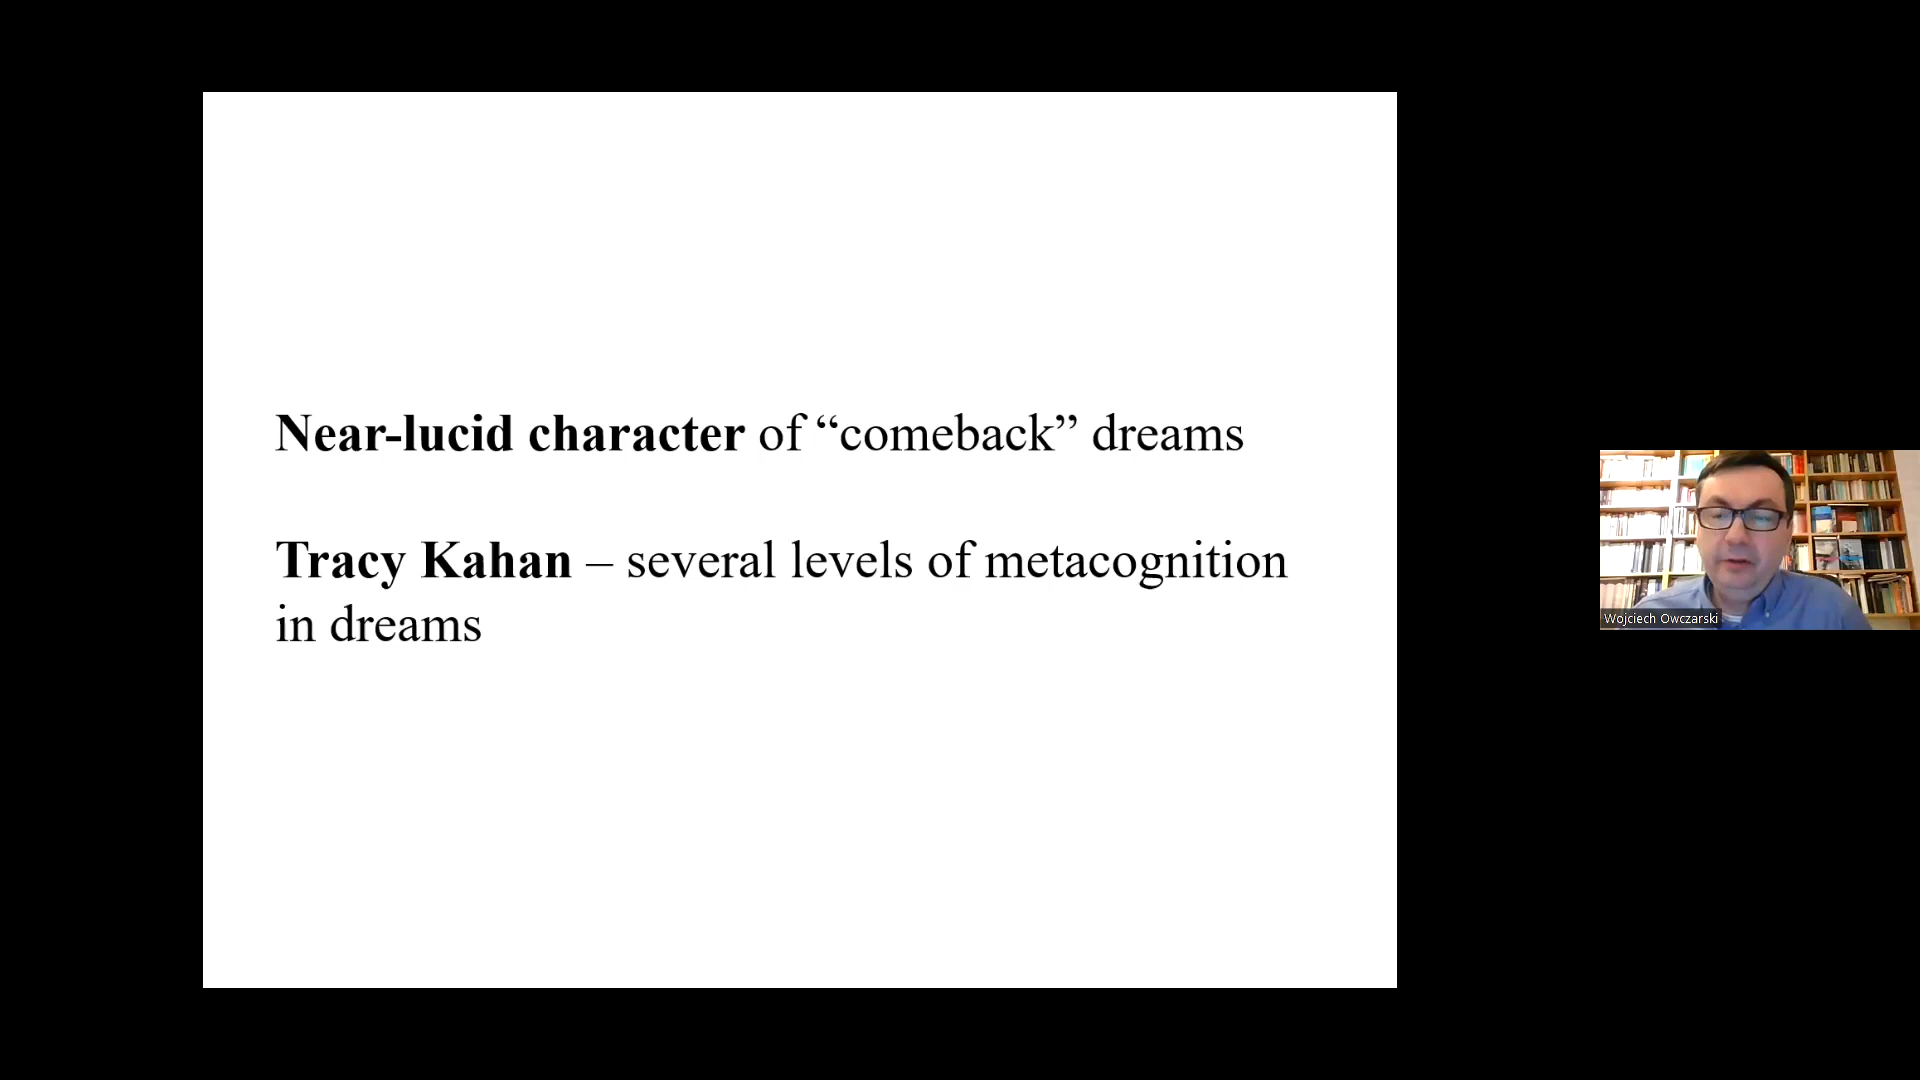 Near-lucid character of “comeback” dreams
Tracy Kahan – several levels of metacognition
in dreams
Wojciech Owczarski